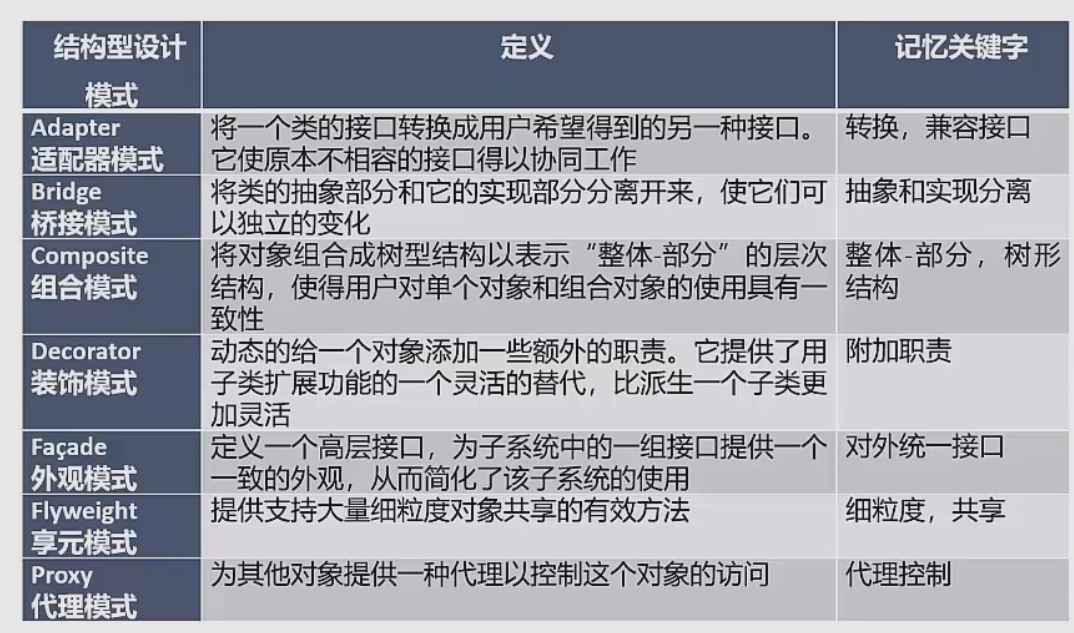 结构型设计 定义 记忆关键字
模式
Adapter 将一个类的接口转换成用户希望得到的另一种接口。 转换，兼容接口
适配器模式 它使原本不相容的接口得以协同工作
Bridge 将类的抽象部分和它的实现部分分离开来，使它们可 抽象和实现分离
桥接模式 以独立的变化
Composite 将对象组合成树型结构以表示“整体-部分”的层次 整体-部分，树形
组合模式 结构，使得用户对单个对象和组合对象的使用具有一 结构
致性
Decorator 动态的给一个对象添加一些额外的职责。它提供了用 附加职责
装饰模式 子类扩展功能的一个灵活的替代，比派生一个子类更
加灵活
Façade 定义一个高层接口，为子系统中的一组接口提供一个 对外统一接口
外观模式 一致的外观，从而简化了该子系统的使用
Flyweight 提供支持大量细粒度对象共享的有效方法 细粒度，共享
享元模式
Proxy 为其他对象提供一种代理以控制这个对象的访问 代理控制
代理模式